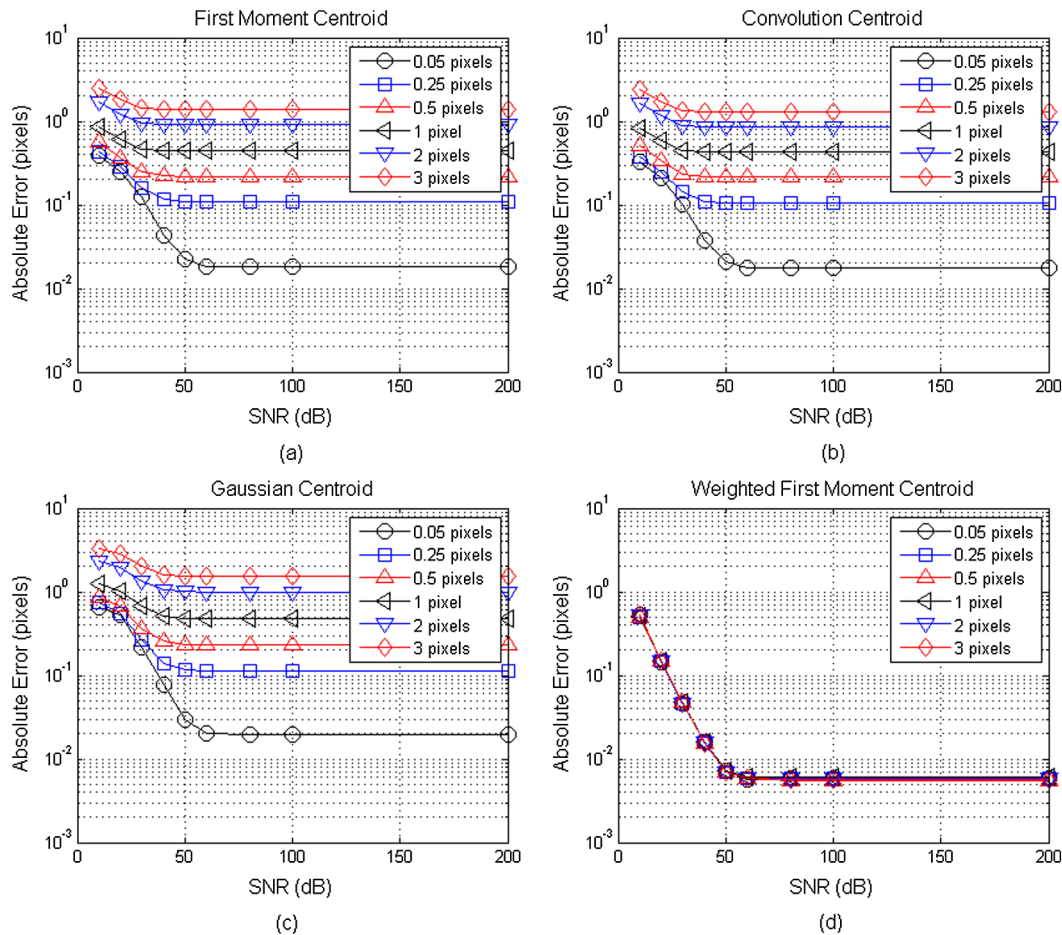 First Moment Centroid
10^1
10^0
10^-1
10^-2
10^-3
Absolute Error (pixels)
0.05 pixels
0.25 pixels
0.5 pixels
1 pixel
2 pixels
3 pixels
0 50 100 150 200
SNR (dB)
(a)
Convolution Centroid
10^1
10^0
10^-1
10^-2
10^-3
Absolute Error (pixels)
0.05 pixels
0.25 pixels
0.5 pixels
1 pixel
2 pixels
3 pixels
0 50 100 150 200
SNR (dB)
(b)
Gaussian Centroid
10^1
10^0
10^-1
10^-2
10^-3
Absolute Error (pixels)
0.05 pixels
0.25 pixels
0.5 pixels
1 pixel
2 pixels
3 pixels
0 50 100 150 200
SNR (dB)
(c)
Weighted First Moment Centroid
10^1
10^0
10^-1
10^-2
10^-3
Absolute Error (pixels)
0.05 pixels
0.25 pixels
0.5 pixels
1 pixel
2 pixels
3 pixels
0 50 100 150 200
SNR (dB)
(d)